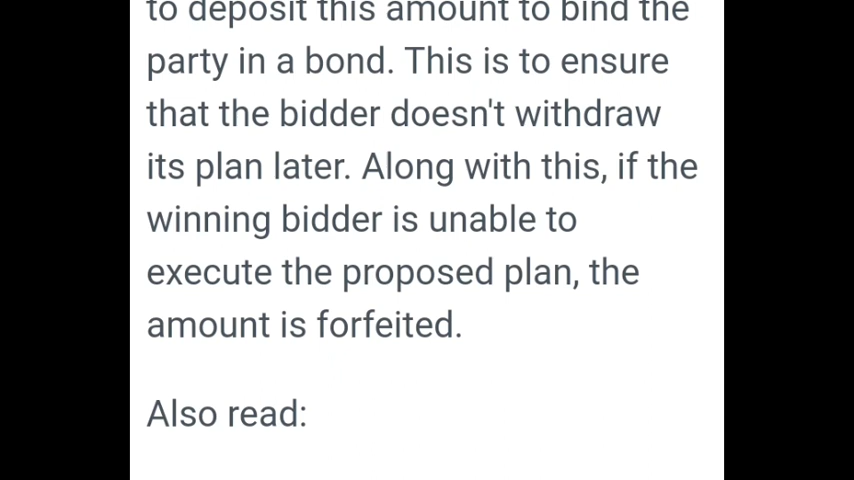 to deposit this amount to bind the
party in a bond. This is to ensure
that the bidder doesn't withdraw
its plan later. Along with this, if the
winning bidder is unable to
execute the proposed plan, the
amount is forfeited.
Also read: